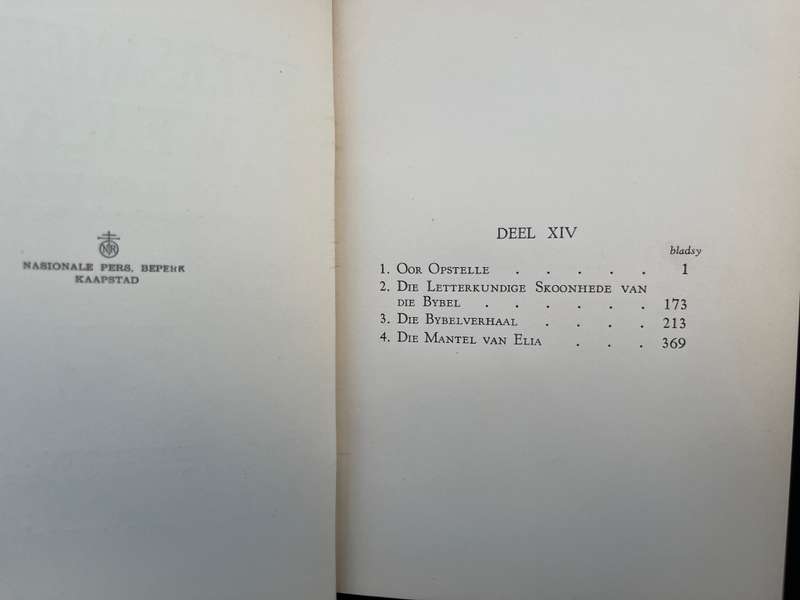 NASIONALE PERS, BEPERK
KAAPSTAD
DEEL XIV
bladsy
1. OOR OPSTELLE . . . . . 1
2. DIE LETTERKUNDIGE SKOONHEDE VAN
DIE BYBEL . . . . . . 173
3. DIE BYBELVERHAAL . . . . 213
4. DIE MANTEL VAN ELIA . . . 369